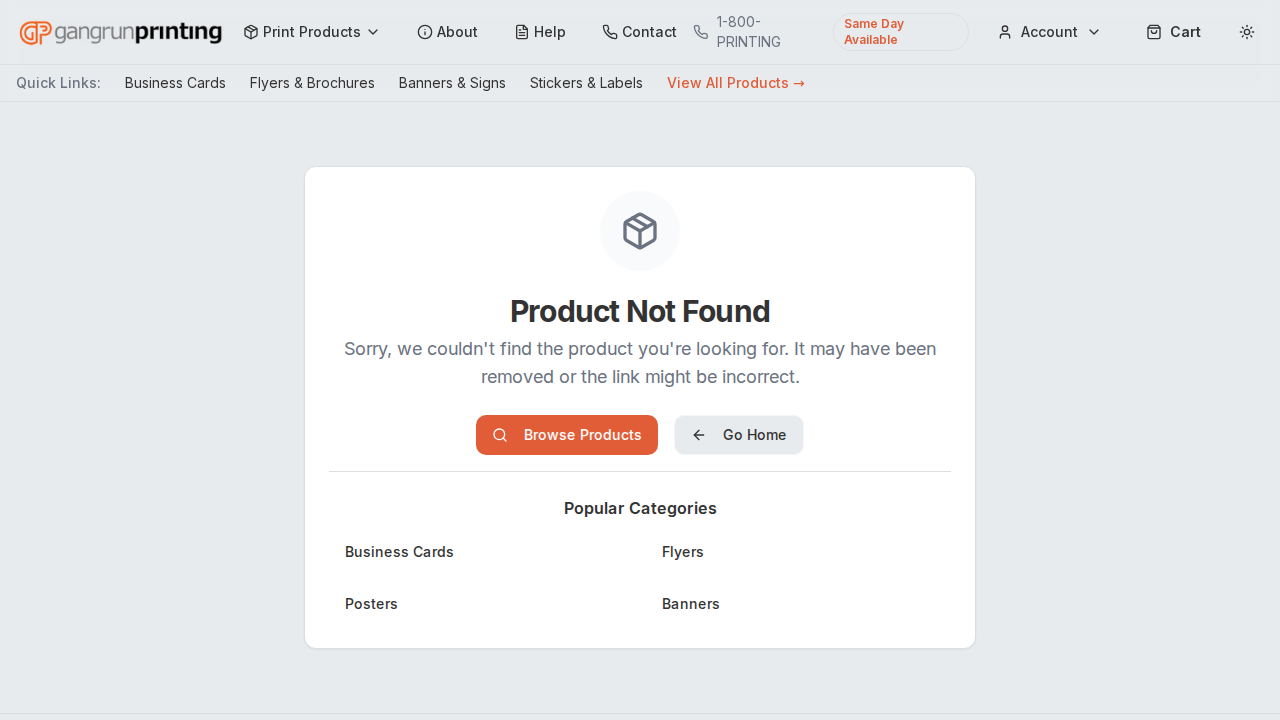 gangrunprinting
Print Products
About
Help
Contact
1-800-
PRINTING
Same Day
Available
Account
Cart
Quick Links:
Business Cards
Flyers & Brochures
Banners & Signs
Stickers & Labels
View All Products →
Product Not Found
Sorry, we couldn't find the product you're looking for. It may have been
removed or the link might be incorrect.
Browse Products
Go Home
Popular Categories
Business Cards
Flyers
Posters
Banners